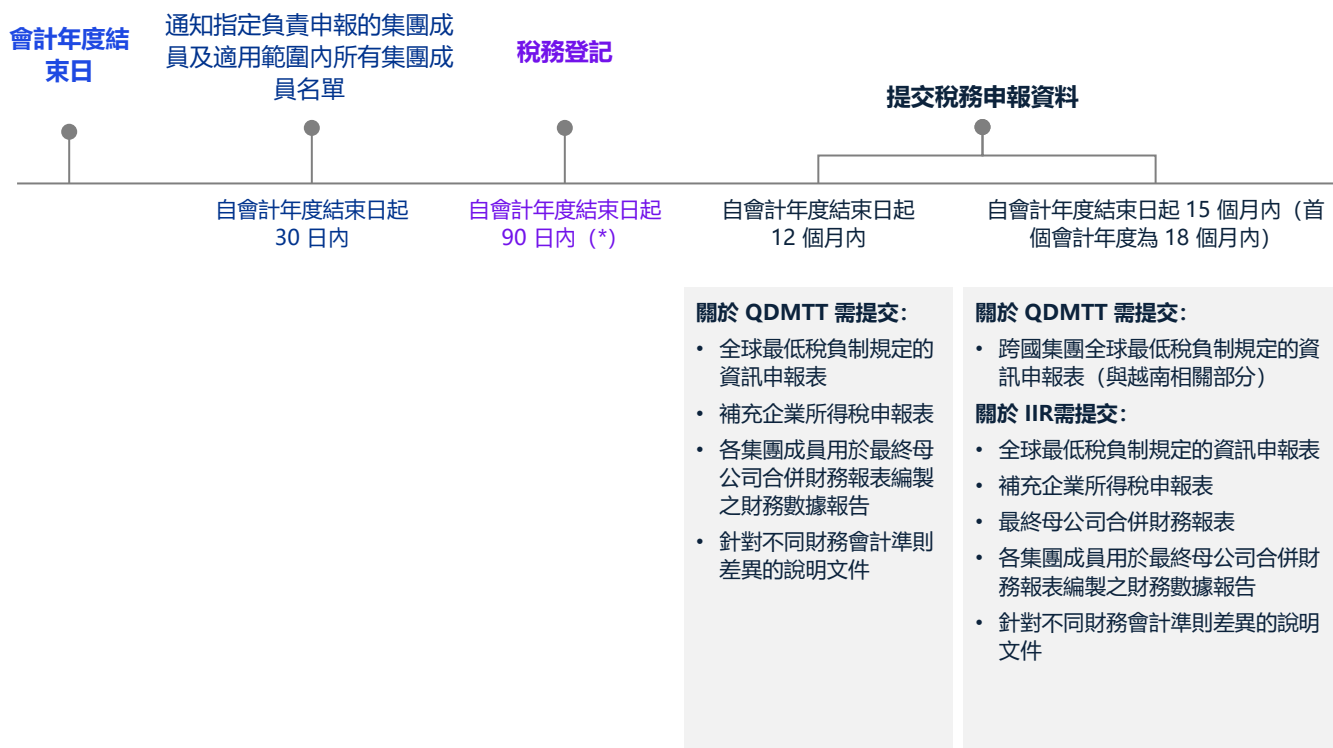 會計年度結
束日
通知指定負責申報的集團成
員及適用範圍內所有集團成
員名單
稅務登記
提交稅務申報資料
自會計年度結束日起
30 日內
自會計年度結束日起
90 日內（*）
自會計年度結束日起
12 個月內
自會計年度結束日起 15 個月內（首
個會計年度為 18 個月內）
關於 QDMTT 需提交：
• 全球最低稅負制規定的
資訊申報表
• 補充企業所得稅申報表
• 各集團成員用於最終母
公司合併財務報表編製
之財務數據報告
• 針對不同財務會計準則
差異的說明文件
關於 QDMTT 需提交：
• 跨國集團全球最低稅負制規定的資
訊申報表（與越南相關部分）
關於 IIR需提交：
• 全球最低稅負制規定的資訊申報表
• 補充企業所得稅申報表
• 最終母公司合併財務報表
• 各集團成員用於最終母公司合併財
務報表編製之財務數據報告
• 針對不同財務會計準則差異的說明
文件